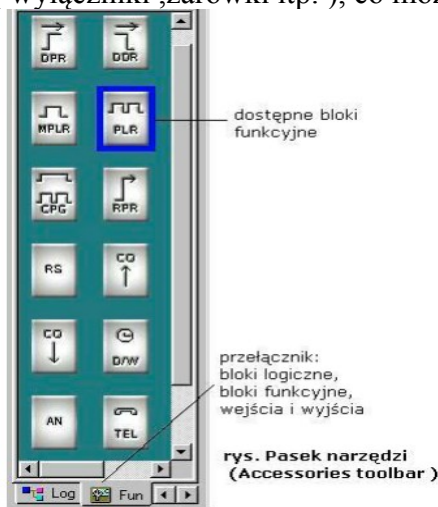 wyłączniki ,żarówki itp. ), co moż
DPR DDR
MPLR PLR
dostępne bloki
funkcyjne
CPG RPR
RS CO
CO D/W
przełącznik:
bloki logiczne,
bloki funkcyjne,
wejścia i wyjścia
AN TEL
rys. Pasek narzędzi
(Accessories toolbar )
Log Fun